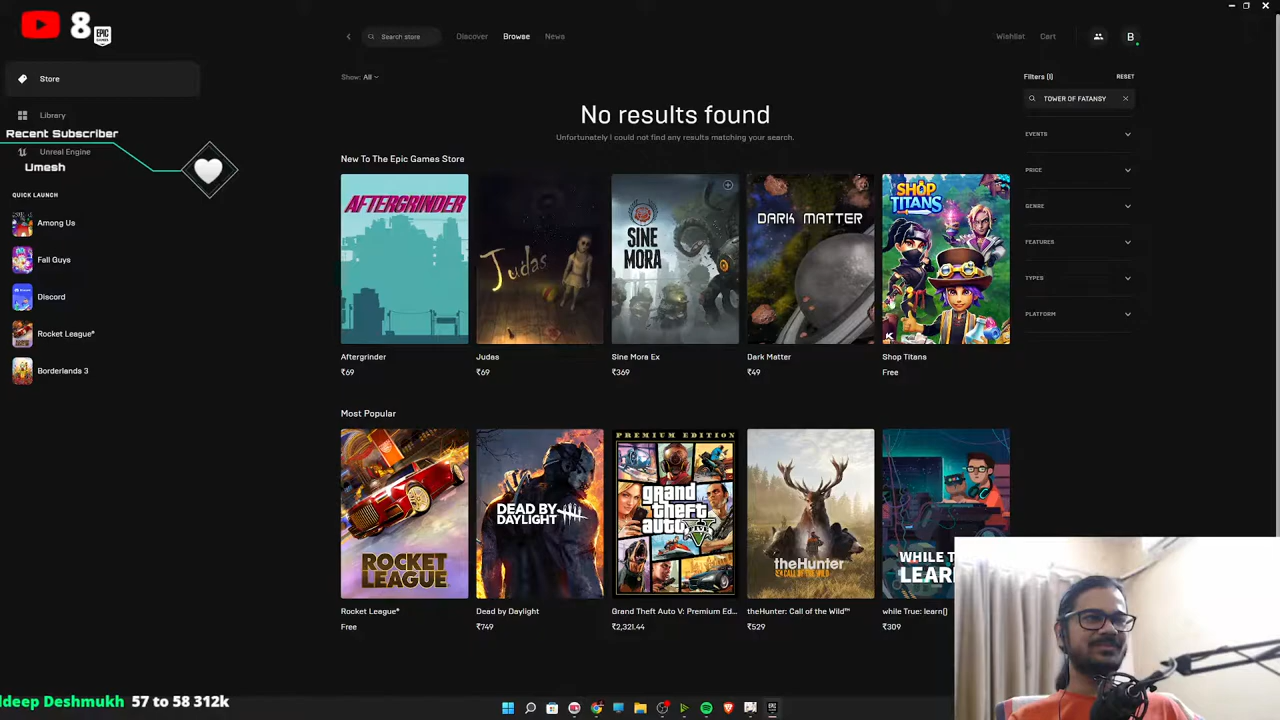 8
EPIC GAMES
Search store
Discover
Browse
News
Wishlist
Cart
B
Store
Library
Recent Subscriber
Unreal Engine
Umesh
QUICK LAUNCH
Among Us
Fall Guys
Discord
Rocket League®
Borderlands 3
Show: All
No results found
Unfortunately I could not find any results matching your search.
Filters (1)
RESET
TOWER OF FATANSY
EVENTS
PRICE
GENRE
FEATURES
TYPES
PLATFORM
New To The Epic Games Store
AFTERGRINDER
Judas
SINE
MORA
DARK MATTER
SHOP
TITANS
Aftergrinder
₹69
Judas
₹69
Sine Mora Ex
₹369
Dark Matter
₹49
Shop Titans
Free
Most Popular
ROCKET
LEAGUE
DEAD BY
DAYLIGHT
PREMIUM EDITION
grand
theft
auto V
theHunter
CALL OF THE WILD
WHILE T
LEAR
Rocket League®
Free
Dead by Daylight
₹749
Grand Theft Auto V: Premium Ed...
₹2,321.44
theHunter: Call of the Wild™
₹529
while True: learn()
₹309
ldeep Deshmukh 57 to 58 312k